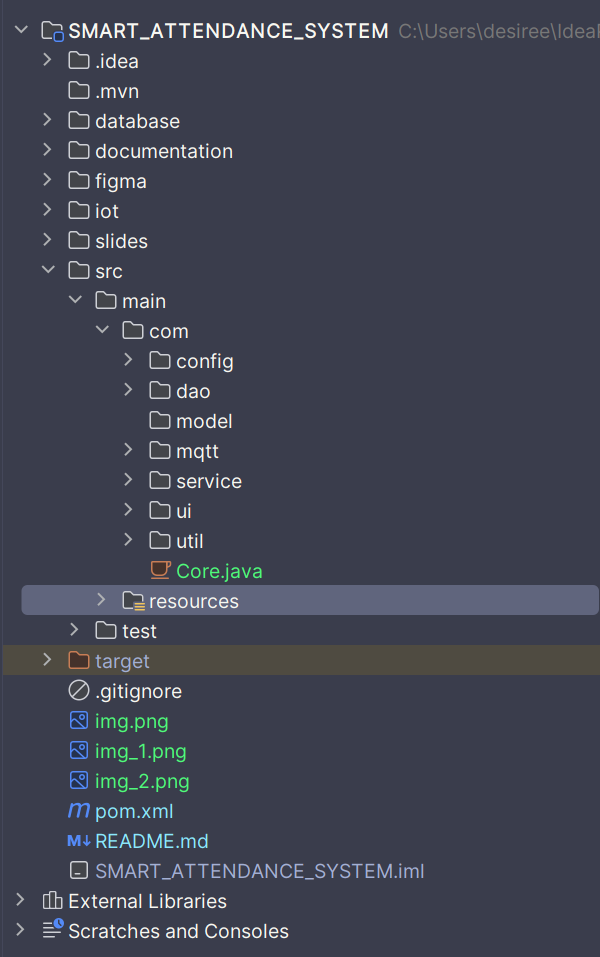 SMART_ATTENDANCE_SYSTEM C:\Users\desiree\Idea
.idea
.mvn
database
documentation
figma
iot
slides
src
main
com
config
dao
model
mqtt
service
ui
util
Core.java
resources
test
target
.gitignore
img.png
img_1.png
img_2.png
m pom.xml
M↓ README.md
SMART_ATTENDANCE_SYSTEM.iml
External Libraries
Scratches and Consoles